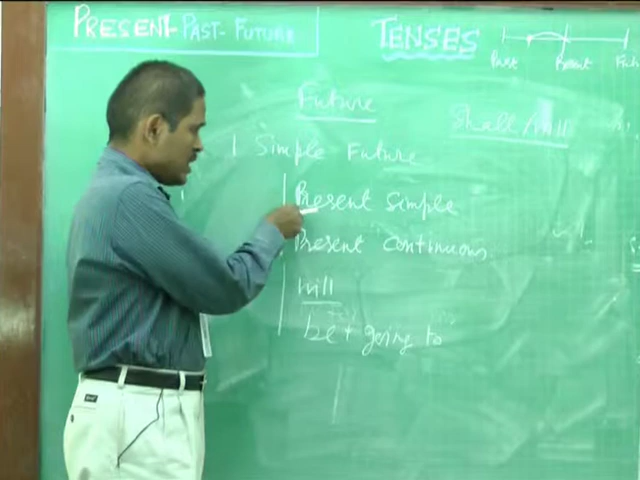 PRESENT-PAST-FUTURE
TENSES
Past Present Fut
Future
Shall/will
1 Simple Future
Present Simple
Present Continuous
will
be + going to